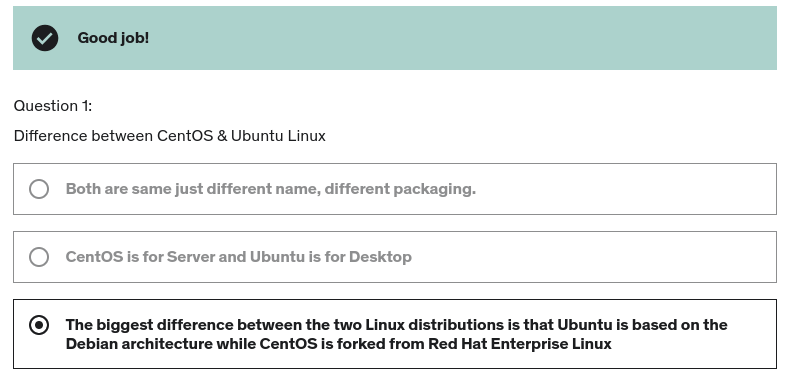 Good job!
Question 1:
Difference between CentOS & Ubuntu Linux
Both are same just different name, different packaging.
CentOS is for Server and Ubuntu is for Desktop
The biggest difference between the two Linux distributions is that Ubuntu is based on the
Debian architecture while CentOS is forked from Red Hat Enterprise Linux